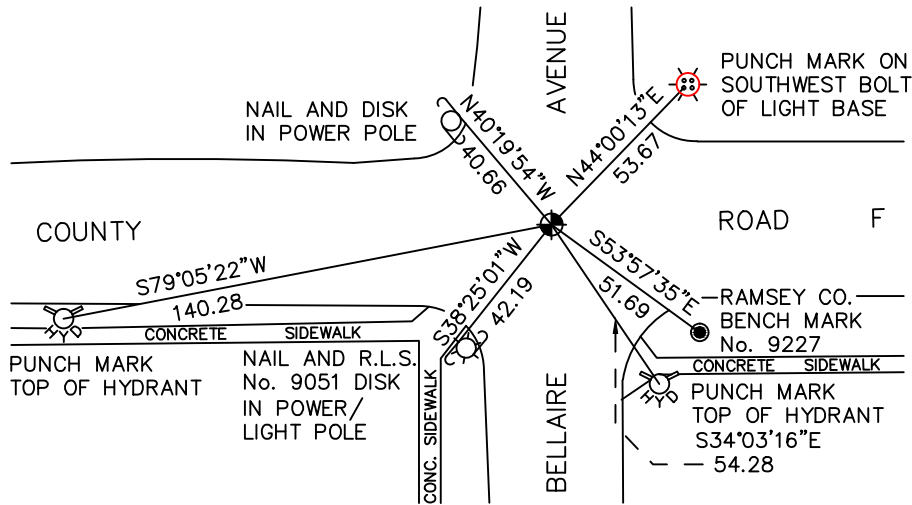 AVENUE
PUNCH MARK ON
SOUTHWEST BOLT
OF LIGHT BASE
NAIL AND DISK
IN POWER POLE
N40°19'54"W
40.66
N44°00'13"E
53.67
COUNTY
ROAD F
S79°05'22"W
140.28
S38°25'01"W
42.19
S53°57'35"E
51.69
RAMSEY CO.
BENCH MARK
No. 9227
HYD
CONCRETE SIDEWALK
PUNCH MARK
TOP OF HYDRANT
NAIL AND R.L.S.
No. 9051 DISK
IN POWER/
LIGHT POLE
CONC. SIDEWALK
BELLAIRE
CONCRETE SIDEWALK
HYD
PUNCH MARK
TOP OF HYDRANT
S34°03'16"E
54.28